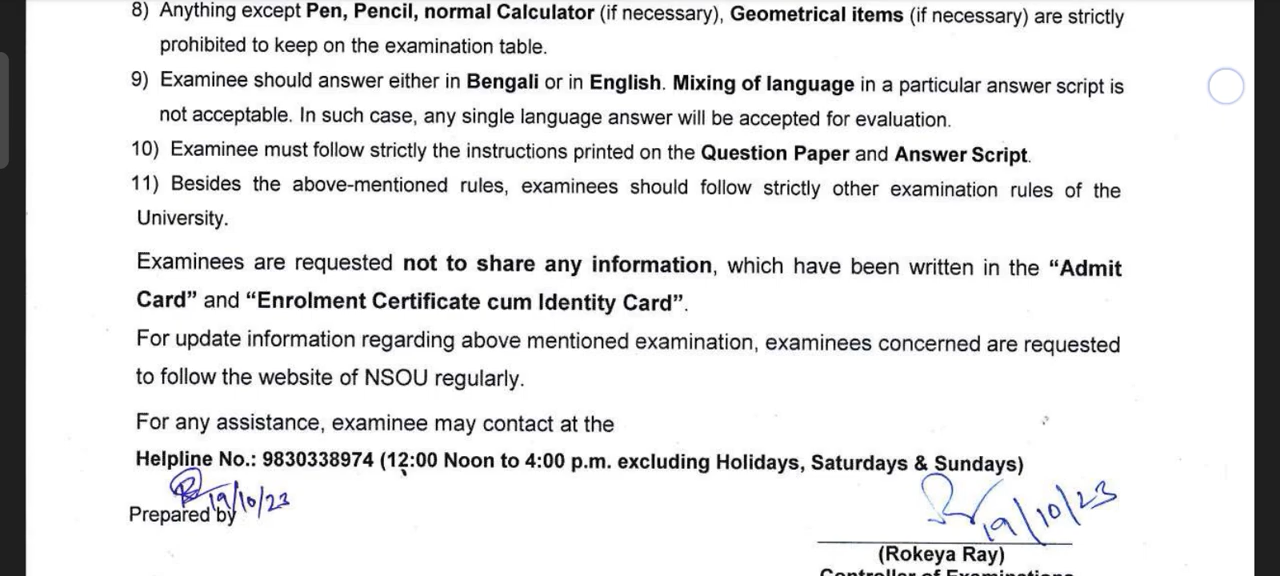 8) Anything except Pen, Pencil, normal Calculator (if necessary), Geometrical items (if necessary) are strictly
prohibited to keep on the examination table.
9) Examinee should answer either in Bengali or in English. Mixing of language in a particular answer script is
not acceptable. In such case, any single language answer will be accepted for evaluation.
10) Examinee must follow strictly the instructions printed on the Question Paper and Answer Script.
11) Besides the above-mentioned rules, examinees should follow strictly other examination rules of the
University.
Examinees are requested not to share any information, which have been written in the “Admit
Card” and “Enrolment Certificate cum Identity Card”.
For update information regarding above mentioned examination, examinees concerned are requested
to follow the website of NSOU regularly.
For any assistance, examinee may contact at the
Helpline No.: 9830338974 (12:00 Noon to 4:00 p.m. excluding Holidays, Saturdays & Sundays)
19/10/23
Prepared by
19/10/23
(Rokeya Ray)
Controller of Examinations